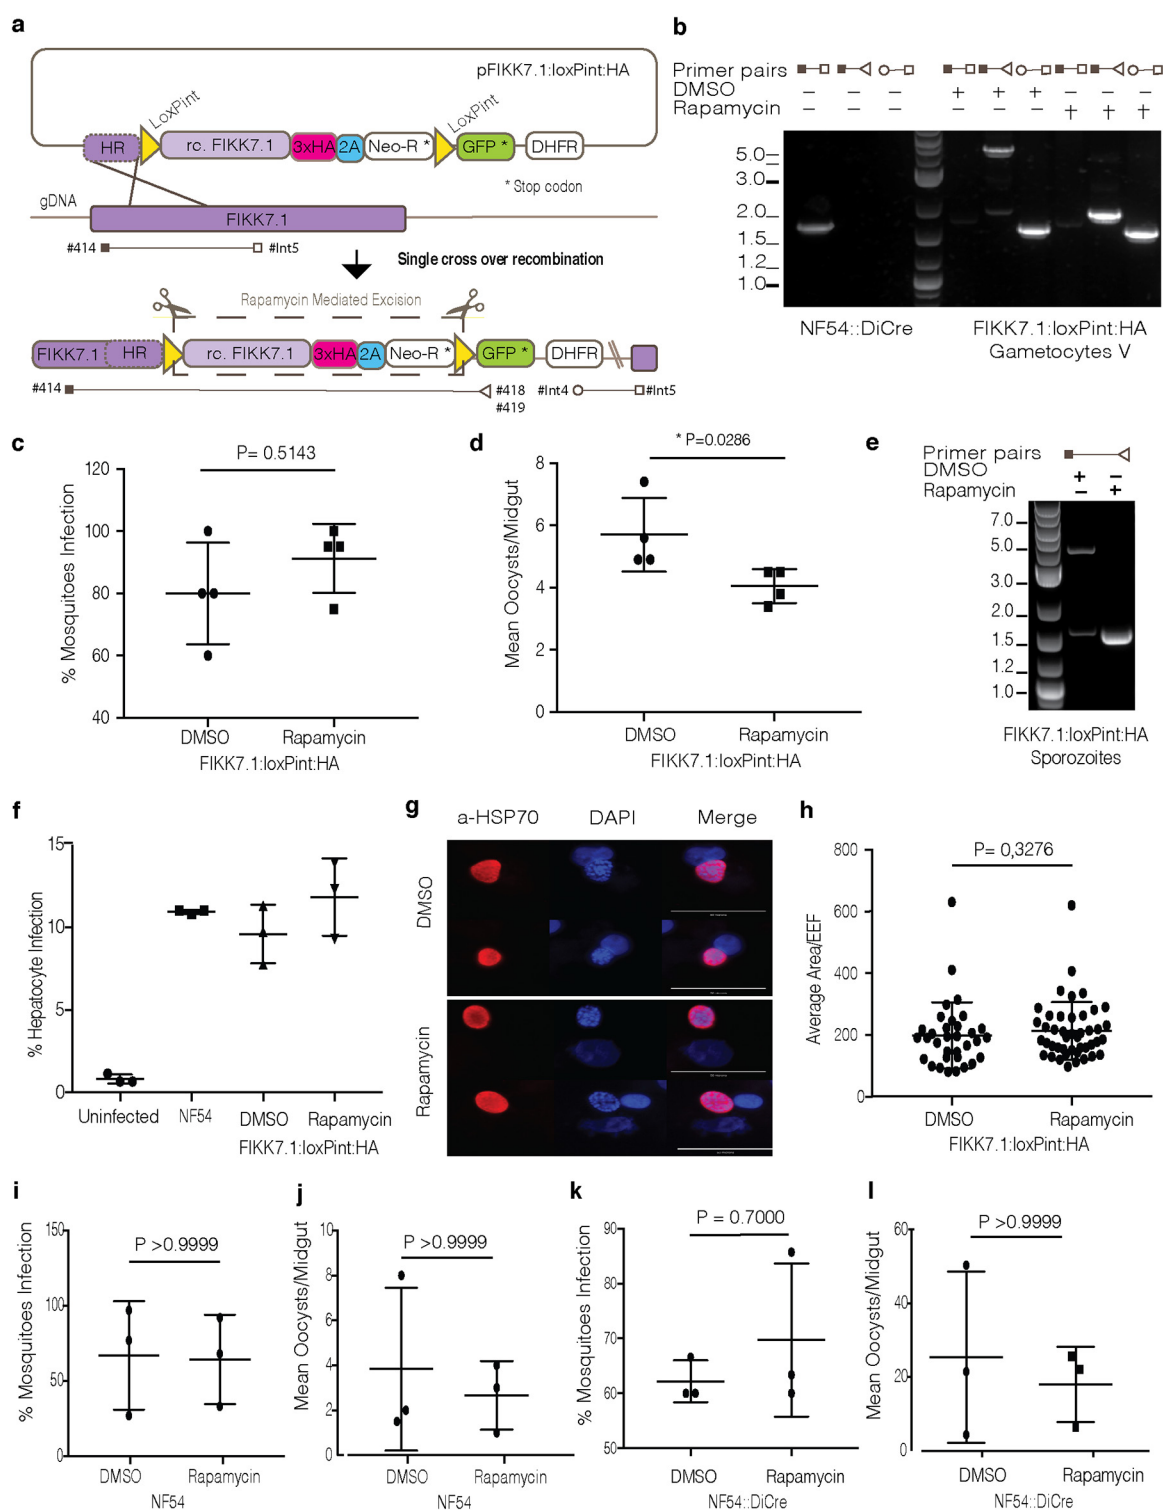 a
pFIKK7.1:loxPint:HA
LoxPint
LoxPint
HR
rc. FIKK7.1
3xHA
2A
Neo-R *
GFP *
DHFR
* Stop codon
gDNA
FIKK7.1
#414
#Int5
Single cross over recombination
Rapamycin Mediated Excision
FIKK7.1
HR
rc. FIKK7.1
3xHA
2A
Neo-R *
GFP *
DHFR
#414
#418
#419
#Int4
#Int5
b
Primer pairs
DMSO − − − + + + − − −
Rapamycin − − − − − − + + +
5.0
3.0
2.0
1.5
1.2
1.0
NF54::DiCre
FIKK7.1:loxPint:HA
Gametocytes V
c
P= 0.5143
% Mosquitoes Infection
120
100
80
60
40
DMSO Rapamycin
FIKK7.1:loxPint:HA
d
* P=0.0286
Mean Oocysts/Midgut
8
6
4
2
0
DMSO Rapamycin
FIKK7.1:loxPint:HA
e
Primer pairs
DMSO + −
Rapamycin − +
7.0
5.0
3.0
2.0
1.5
1.2
1.0
FIKK7.1:loxPint:HA
Sporozoites
f
% Hepatocyte Infection
15
10
5
0
Uninfected NF54 DMSO Rapamycin
FIKK7.1:loxPint:HA
g
a-HSP70 DAPI Merge
DMSO
Rapamycin
h
P= 0,3276
Average Area/EEF
800
600
400
200
0
DMSO Rapamycin
FIKK7.1:loxPint:HA
i
P >0.9999
% Mosquitoes Infection
150
100
50
0
DMSO Rapamycin
NF54
j
P >0.9999
Mean Oocysts/Midgut
10
8
6
4
2
0
DMSO Rapamycin
NF54
k
P = 0.7000
% Mosquitoes Infection
90
80
70
60
50
DMSO Rapamycin
NF54::DiCre
l
P >0.9999
Mean Oocysts/Midgut
60
40
20
0
DMSO Rapamycin
NF54::DiCre